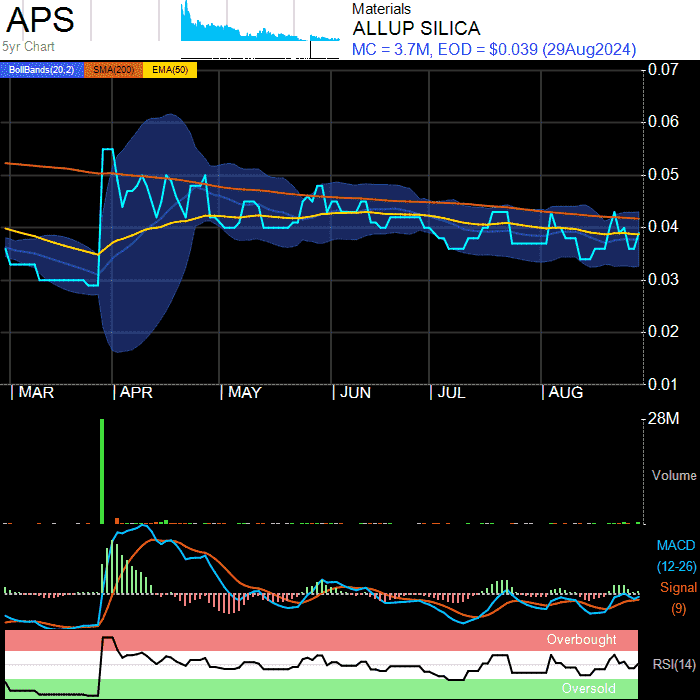 APS
5yr Chart
Materials
ALLUP SILICA
MC = 3.7M, EOD = $0.039 (29Aug2024)
BollBands(20,2) SMA(200) EMA(50)
0.07
0.06
0.05
0.04
0.03
0.02
0.01
MAR APR MAY JUN JUL AUG
28M
Volume
MACD
(12-26)
Signal
(9)
Overbought
RSI(14)
Oversold